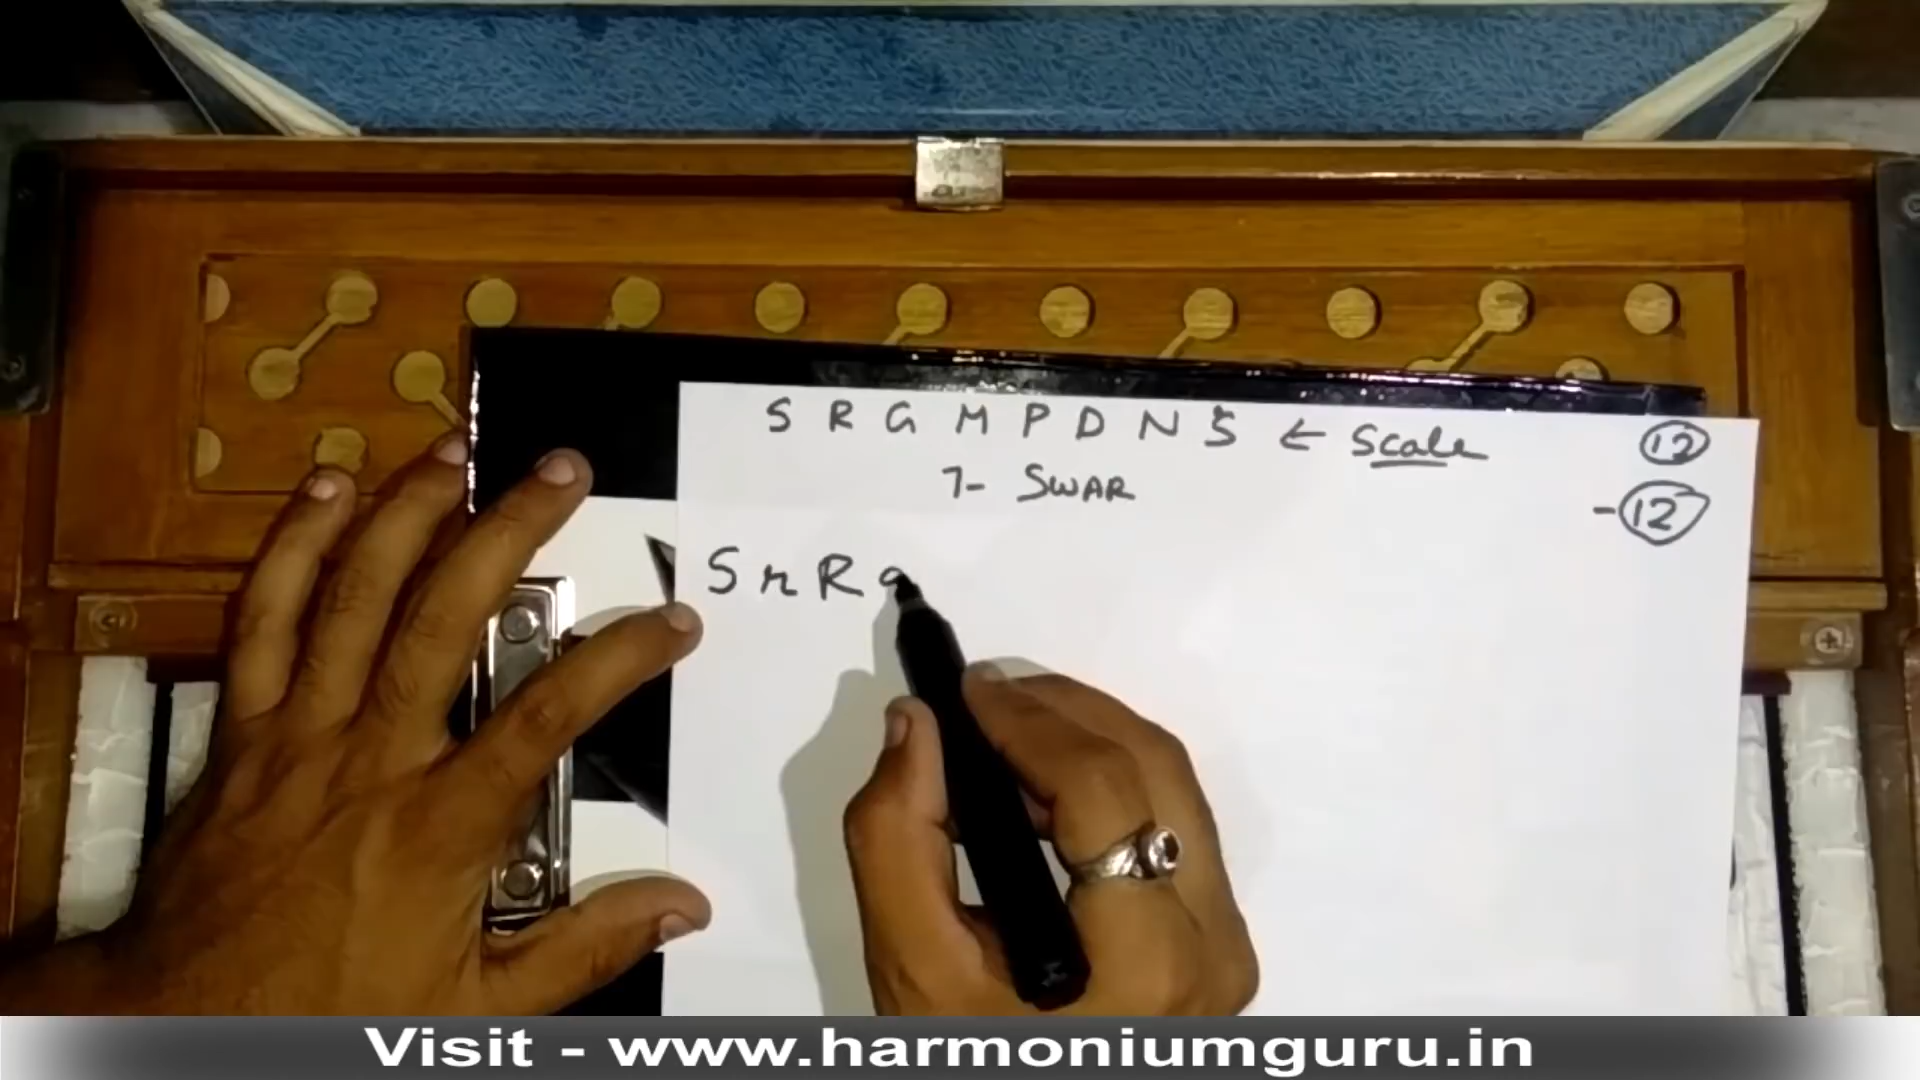 S R G M P D N Ṡ ← Scale 12
7- SWAR -12
S r R g
Visit - www.harmoniumguru.in